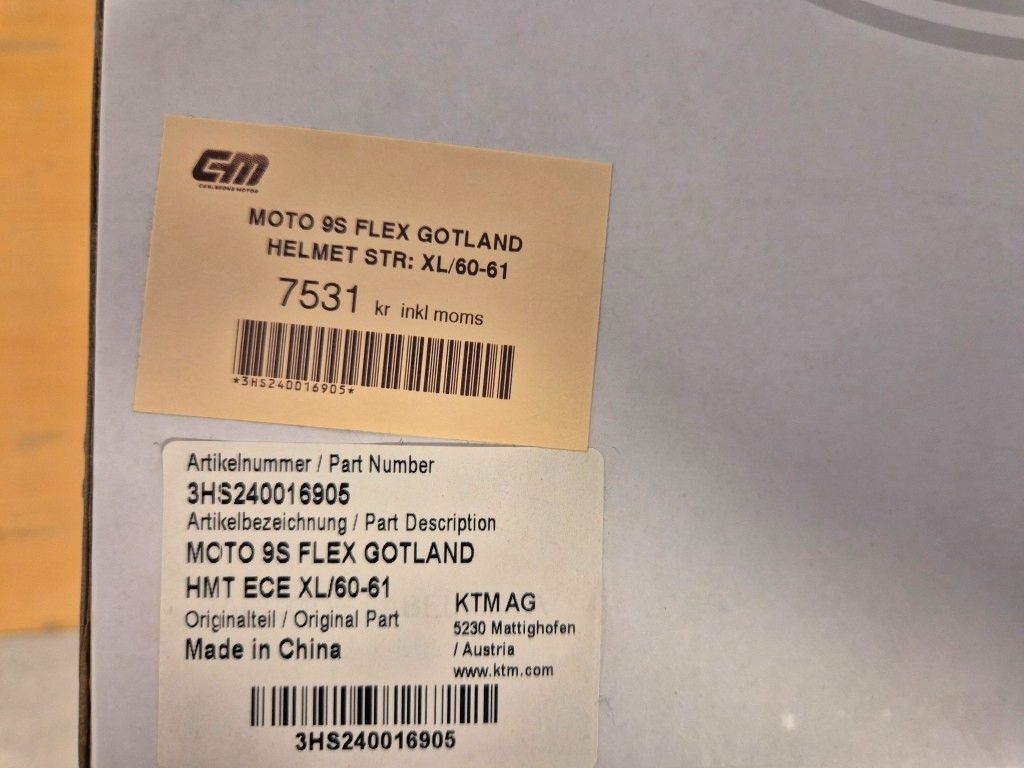 CM
CARLSSONS MOTOR
MOTO 9S FLEX GOTLAND
HELMET STR: XL/60-61
7531 kr inkl moms
*3HS240016905*
Artikelnummer / Part Number
3HS240016905
Artikelbezeichnung / Part Description
MOTO 9S FLEX GOTLAND
HMT ECE XL/60-61
Originalteil / Original Part
Made in China
KTM AG
5230 Mattighofen
/ Austria
www.ktm.com
3HS240016905